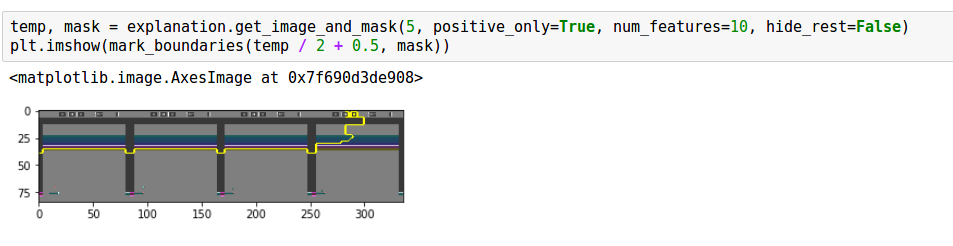 temp, mask = explanation.get_image_and_mask(5, positive_only=True, num_features=10, hide_rest=False)
plt.imshow(mark_boundaries(temp / 2 + 0.5, mask))
<matplotlib.image.AxesImage at 0x7f690d3de908>
0
25
50
75
0 50 100 150 200 250 300